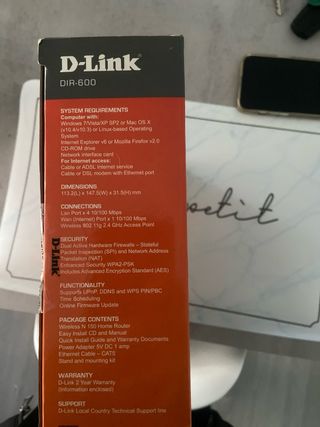 D-Link
DIR-600
SYSTEM REQUIREMENTS
Computer with:
Windows 7/Vista/XP SP2 or Mac OS X
(v10.4/v10.3) or Linux-based Operating
System
Internet Explorer v6 or Mozilla Firefox v2.0
CD-ROM drive
Network interface card
For Internet access:
Cable or ADSL Internet service
Cable or DSL modem with Ethernet port
DIMENSIONS
113.2(L) x 147.5(W) x 31.5(H) mm
CONNECTIONS
Lan Port x 4 10/100 Mbps
Wan (Internet) Port x 1 10/100 Mbps
Wireless 802.11g 2.4 GHz Access Point
SECURITY
Dual Active Hardware Firewalls – Stateful
Packet Inspection (SPI) and Network Address
Translation (NAT)
Enhanced Security WPA2-PSK
Includes Advanced Encryption Standard (AES)
FUNCTIONALITY
Supports UPnP, DDNS and WPS PIN/PBC
Time Scheduling
Online Firmware Update
PACKAGE CONTENTS
Wireless N 150 Home Router
Easy Install CD and Manual
Quick Install Guide and Warranty Documents
Power Adapter 5V DC 1 amp
Ethernet Cable – CAT5
Stand and mounting kit
WARRANTY
D-Link 2 Year Warranty
(Information enclosed)
SUPPORT
D-Link Local Country Technical Support line
D-Link